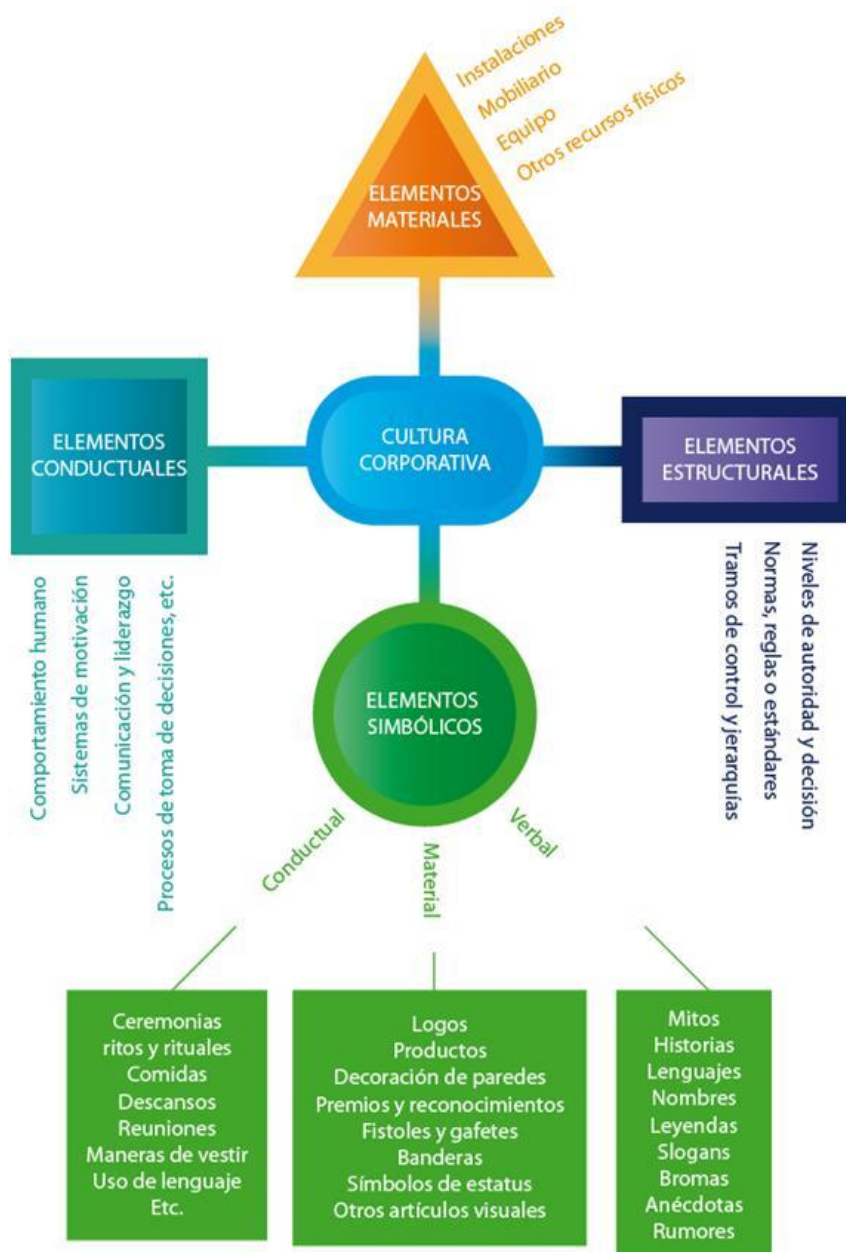 Instalaciones
Mobiliario
Equipo
Otros recursos físicos
ELEMENTOS
MATERIALES
ELEMENTOS
CONDUCTUALES
CULTURA
CORPORATIVA
ELEMENTOS
ESTRUCTURALES
Comportamiento humano
Sistemas de motivación
Comunicación y liderazgo
Procesos de toma de decisiones, etc.
Niveles de autoridad y decisión
Normas, reglas o estándares
Tramos de control y jerarquías
ELEMENTOS
SIMBÓLICOS
Conductual
Material
Verbal
Ceremonias
ritos y rituales
Comidas
Descansos
Reuniones
Maneras de vestir
Uso de lenguaje
Etc.
Logos
Productos
Decoración de paredes
Premios y reconocimientos
Fistoles y gafetes
Banderas
Símbolos de estatus
Otros artículos visuales
Mitos
Historias
Lenguajes
Nombres
Leyendas
Slogans
Bromas
Anécdotas
Rumores